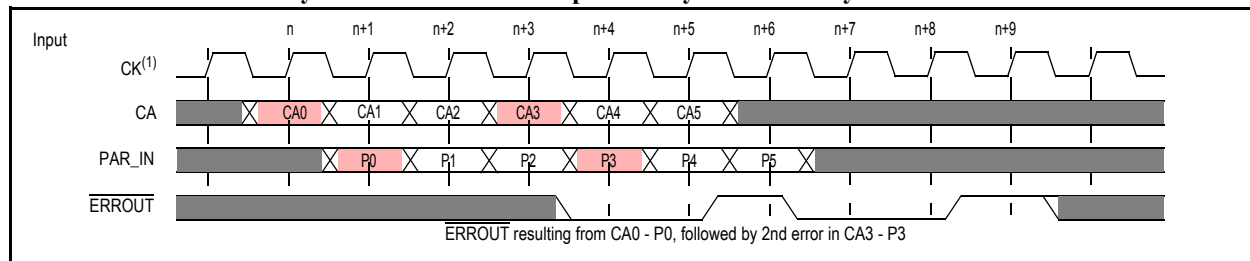 n n+1 n+2 n+3 n+4 n+5 n+6 n+7 n+8 n+9
Input
CK(1)
CA CA0 CA1 CA2 CA3 CA4 CA5
PAR_IN P0 P1 P2 P3 P4 P5
ERROUT
ERROUT resulting from CA0 - P0, followed by 2nd error in CA3 - P3